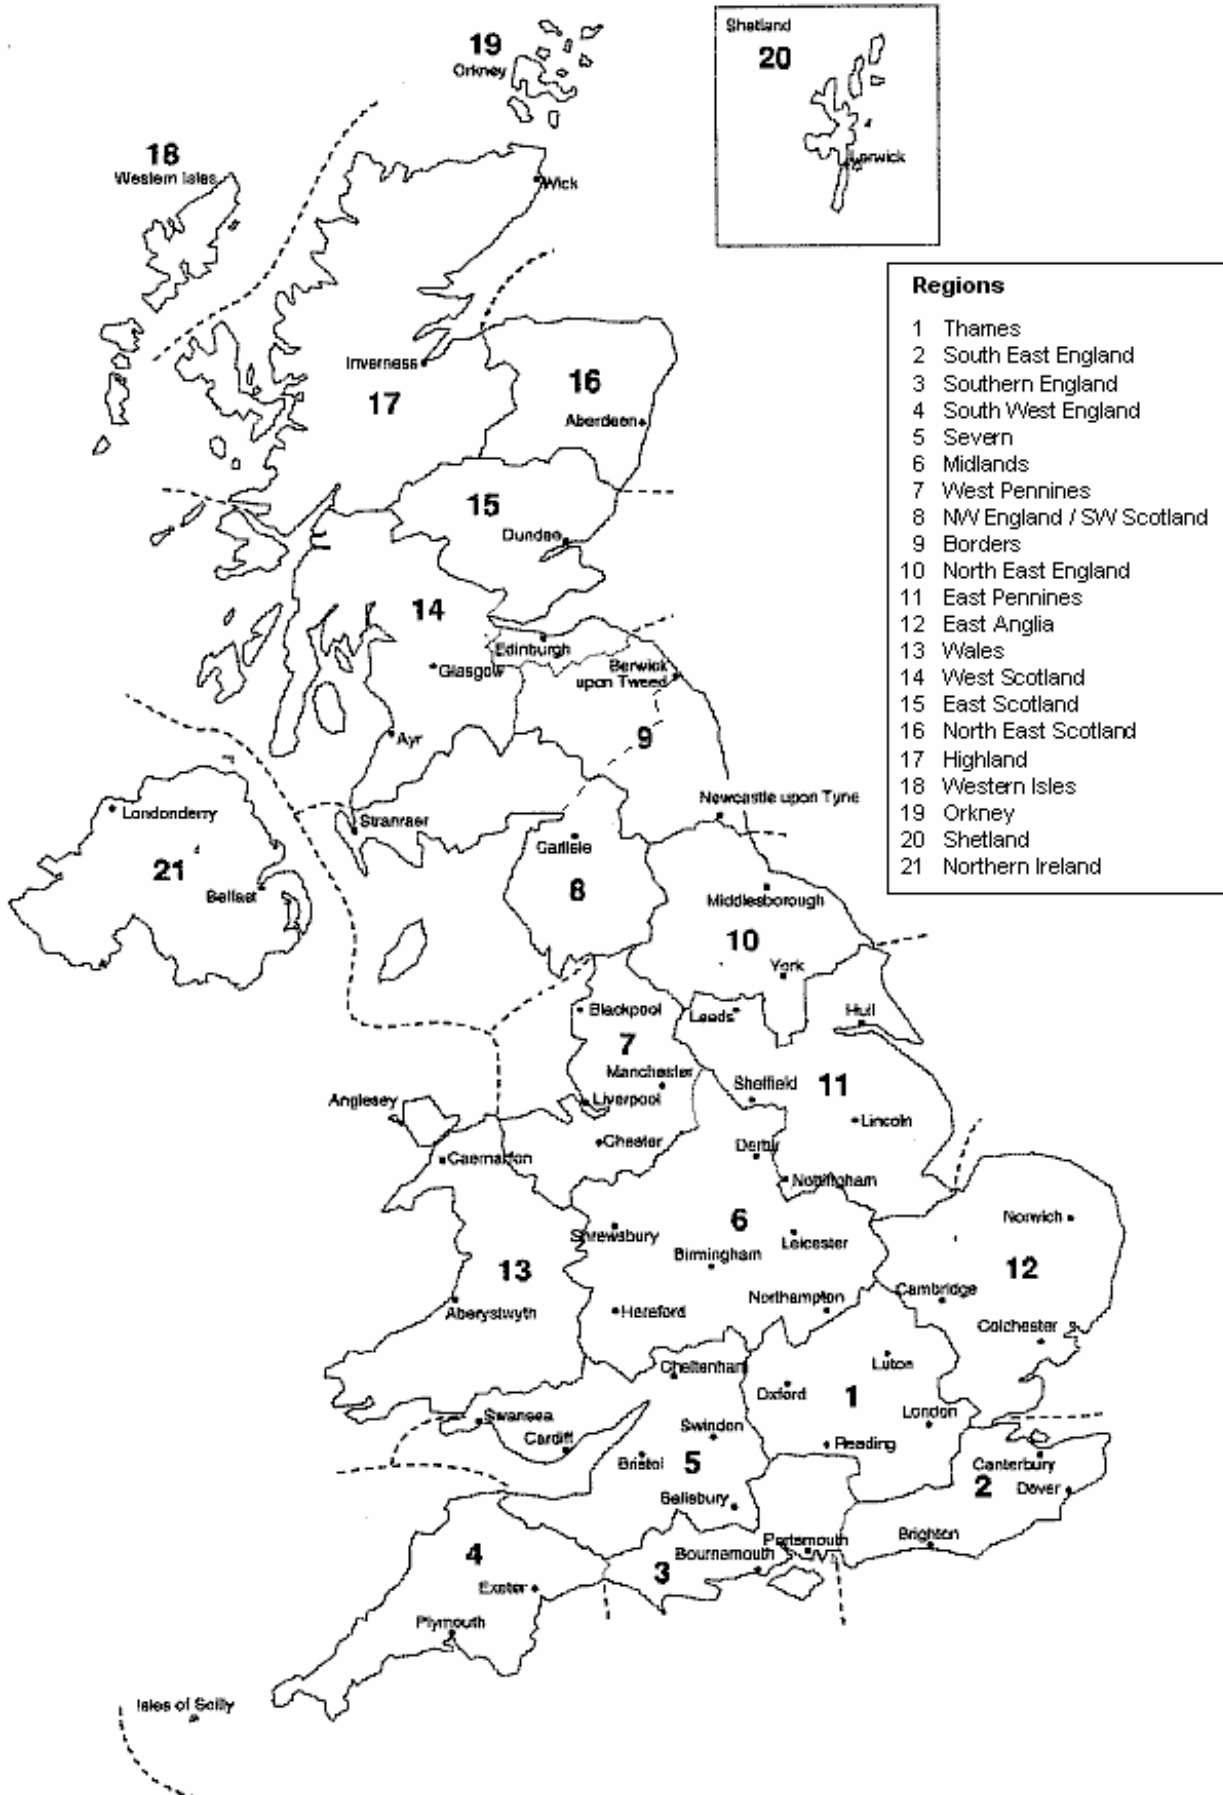 19
Orkney
Shetland
20
Lerwick
18
Western Isles
Wick
Regions
1 Thames
2 South East England
3 Southern England
4 South West England
5 Severn
6 Midlands
7 West Pennines
8 NW England / SW Scotland
9 Borders
10 North East England
11 East Pennines
12 East Anglia
13 Wales
14 West Scotland
15 East Scotland
16 North East Scotland
17 Highland
18 Western Isles
19 Orkney
20 Shetland
21 Northern Ireland
Inverness
17
16
Aberdeen
15
Dundee
14
Edinburgh
Glasgow
Berwick
upon Tweed
Ayr
9
Newcastle upon Tyne
Londonderry
Stranraer
Carlisle
21
Belfast
8
Middlesborough
10
York
Blackpool
Leeds
Hull
7
Manchester
Sheffield
11
Anglesey
Liverpool
Lincoln
Chester
Derby
Caernarfon
Nottingham
Norwich
6
Shrewsbury
Leicester
Birmingham
13
12
Cambridge
Aberystwyth
Hereford
Northampton
Colchester
Cheltenham
Luton
Oxford
1
Swansea
London
Swindon
Cardiff
Reading
Bristol
5
Canterbury
2
Dover
Salisbury
Brighton
Portsmouth
Bournemouth
4
3
Exeter
Plymouth
Isles of Scilly